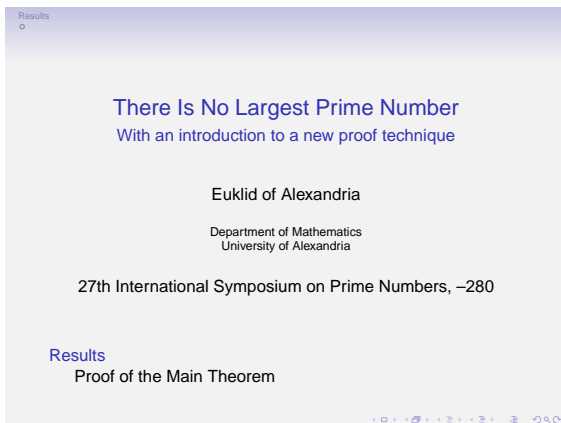 Results
There Is No Largest Prime Number
With an introduction to a new proof technique
Euklid of Alexandria
Department of Mathematics
University of Alexandria
27th International Symposium on Prime Numbers, –280
Results
Proof of the Main Theorem